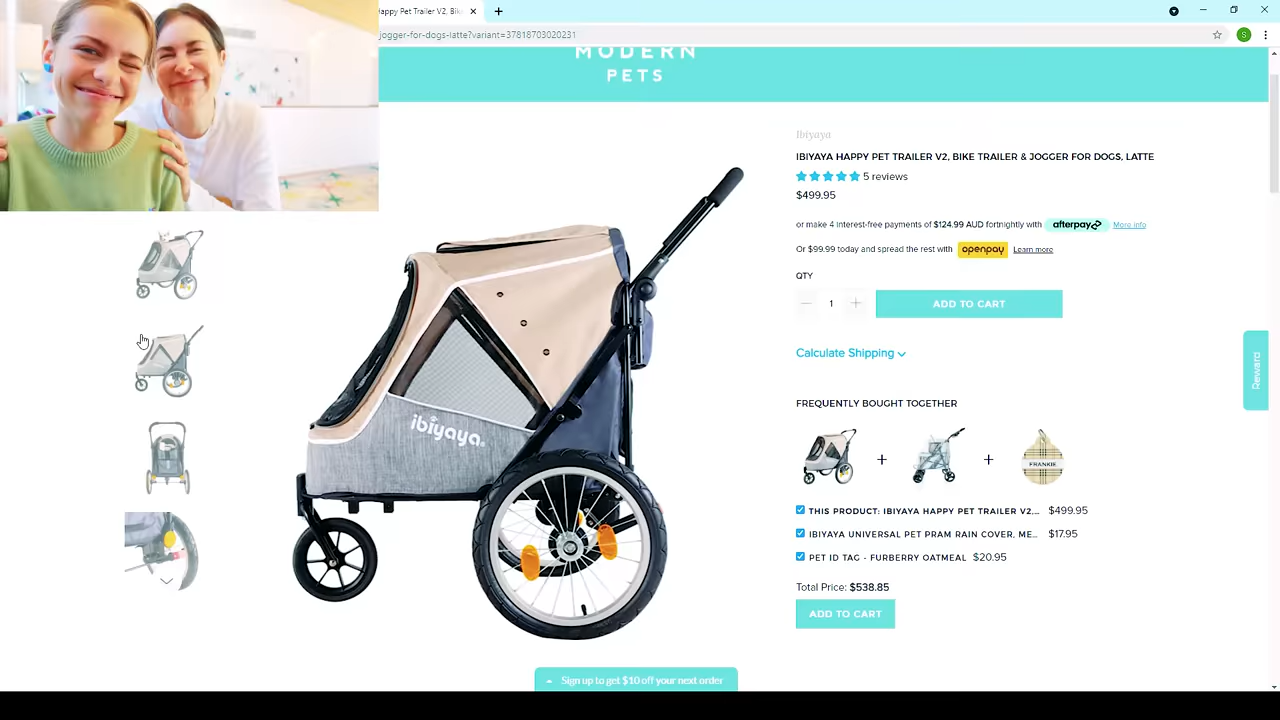 Happy Pet Trailer V2, Bik
jogger-for-dogs-latte?variant=37818703020231
S
MODERN
PETS
Ibiyaya
IBIYAYA HAPPY PET TRAILER V2, BIKE TRAILER & JOGGER FOR DOGS, LATTE
5 reviews
$499.95
or make 4 interest-free payments of $124.99 AUD fortnightly with afterpay More info
Or $99.99 today and spread the rest with openpay Learn more
QTY
1
ADD TO CART
Calculate Shipping
Reward
FREQUENTLY BOUGHT TOGETHER
ibiyaya
+ +
FRANKIE
THIS PRODUCT: IBIYAYA HAPPY PET TRAILER V2,... $499.95
IBIYAYA UNIVERSAL PET PRAM RAIN COVER, ME... $17.95
PET ID TAG - FURBERRY OATMEAL $20.95
Total Price: $538.85
ADD TO CART
Sign up to get $10 off your next order